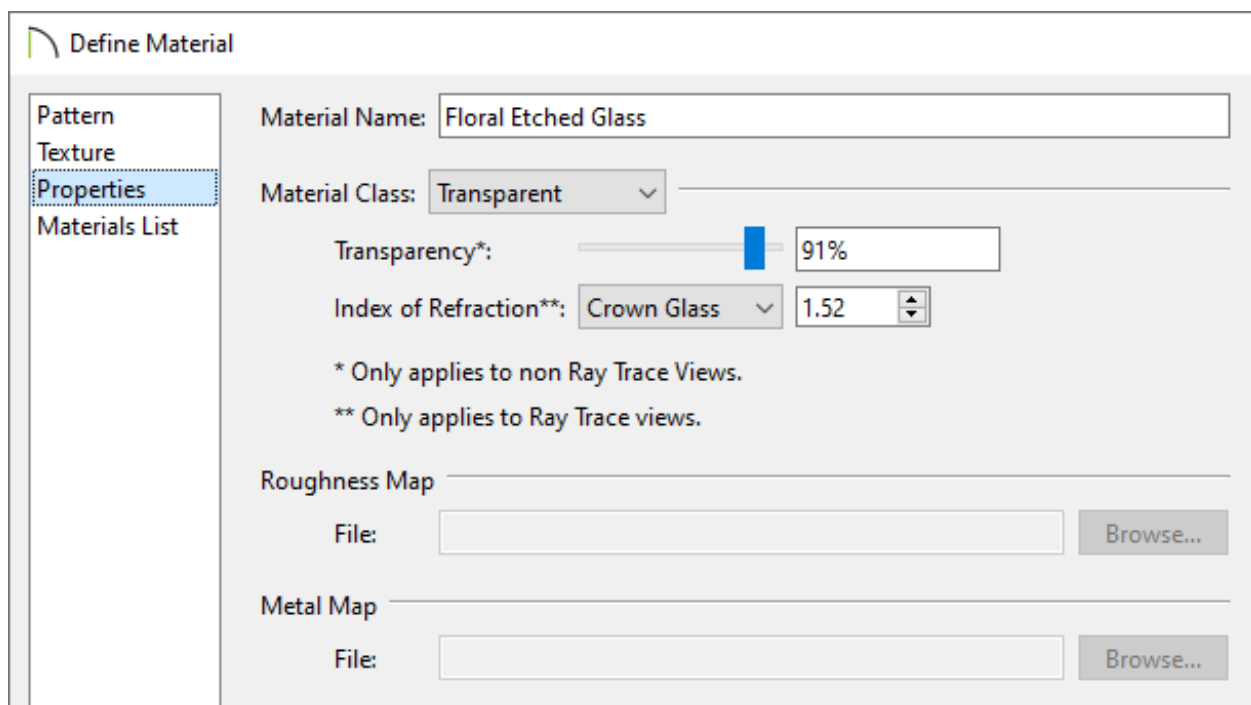 Define Material
Pattern
Texture
Properties
Materials List
Material Name: Floral Etched Glass
Material Class: Transparent
Transparency*: 91%
Index of Refraction**: Crown Glass 1.52
* Only applies to non Ray Trace Views.
** Only applies to Ray Trace views.
Roughness Map
File: Browse...
Metal Map
File: Browse...